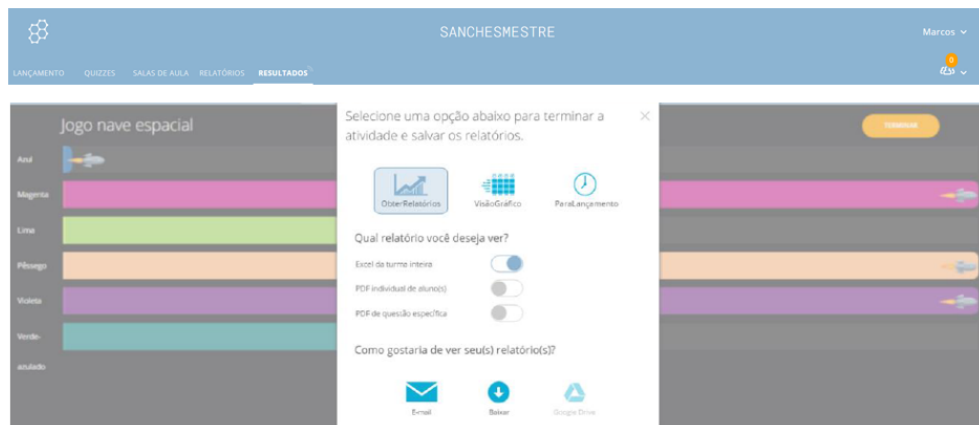 SANCHESMESTRE
Marcos
LANÇAMENTO QUIZZES SALAS DE AULA RELATÓRIOS RESULTADOS
0
Jogo nave espacial
TERMINAR
Azul
Magenta
Lima
Pêssego
Violeta
Verde-
azulado
Selecione uma opção abaixo para terminar a
atividade e salvar os relatórios.
ObterRelatórios VisãoGráfico ParaLançamento
Qual relatório você deseja ver?
Excel da turma inteira
PDF individual de aluno(s)
PDF de questão específica
Como gostaria de ver seu(s) relatório(s)?
E-mail Baixar Google Drive